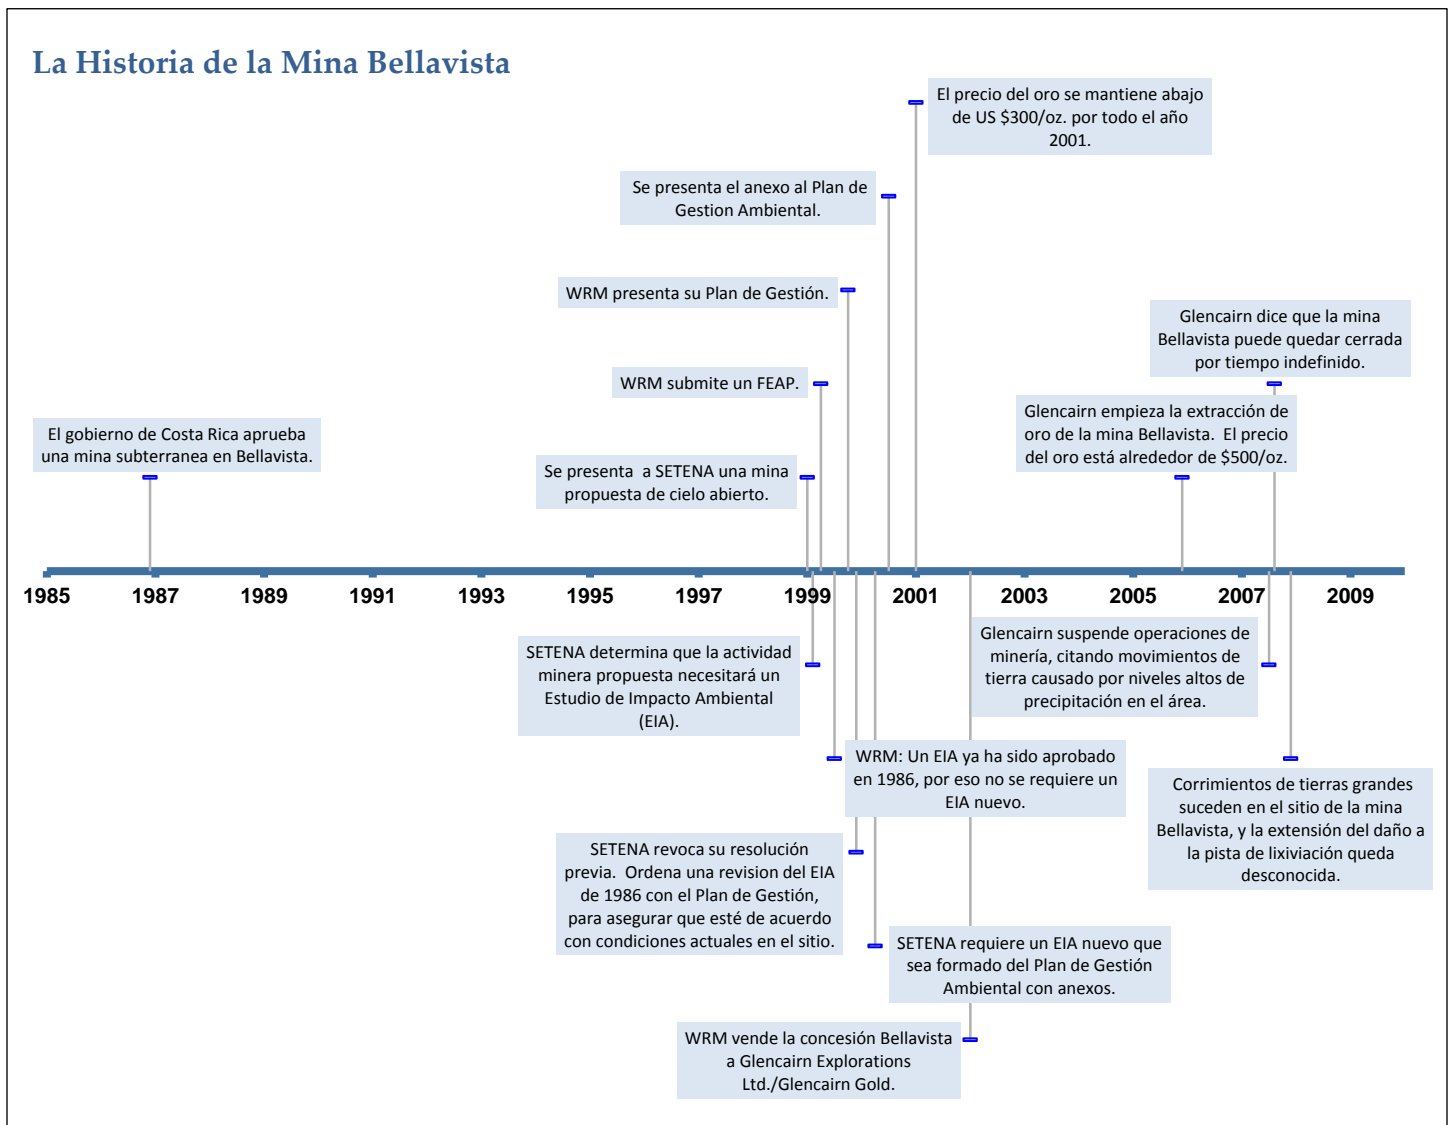 La Historia de la Mina Bellavista
El precio del oro se mantiene abajo
de US $300/oz. por todo el año
2001.
Se presenta el anexo al Plan de
Gestion Ambiental.
WRM presenta su Plan de Gestión.
Glencairn dice que la mina
Bellavista puede quedar cerrada
por tiempo indefinido.
WRM submite un FEAP.
Glencairn empieza la extracción de
oro de la mina Bellavista.  El precio
del oro está alrededor de $500/oz.
El gobierno de Costa Rica aprueba
una mina subterranea en Bellavista.
Se presenta  a SETENA una mina
propuesta de cielo abierto.
1985 1987 1989 1991 1993 1995 1997 1999 2001 2003 2005 2007 2009
SETENA determina que la actividad
minera propuesta necesitará un
Estudio de Impacto Ambiental
(EIA).
Glencairn suspende operaciones de
minería, citando movimientos de
tierra causado por niveles altos de
precipitación en el área.
WRM: Un EIA ya ha sido aprobado
en 1986, por eso no se requiere un
EIA nuevo.
Corrimientos de tierras grandes
suceden en el sitio de la mina
Bellavista, y la extensión del daño a
la pista de lixiviación queda
desconocida.
SETENA revoca su resolución
previa.  Ordena una revision del EIA
de 1986 con el Plan de Gestión,
para asegurar que esté de acuerdo
con condiciones actuales en el sitio.
SETENA requiere un EIA nuevo que
sea formado del Plan de Gestión
Ambiental con anexos.
WRM vende la concesión Bellavista
a Glencairn Explorations
Ltd./Glencairn Gold.